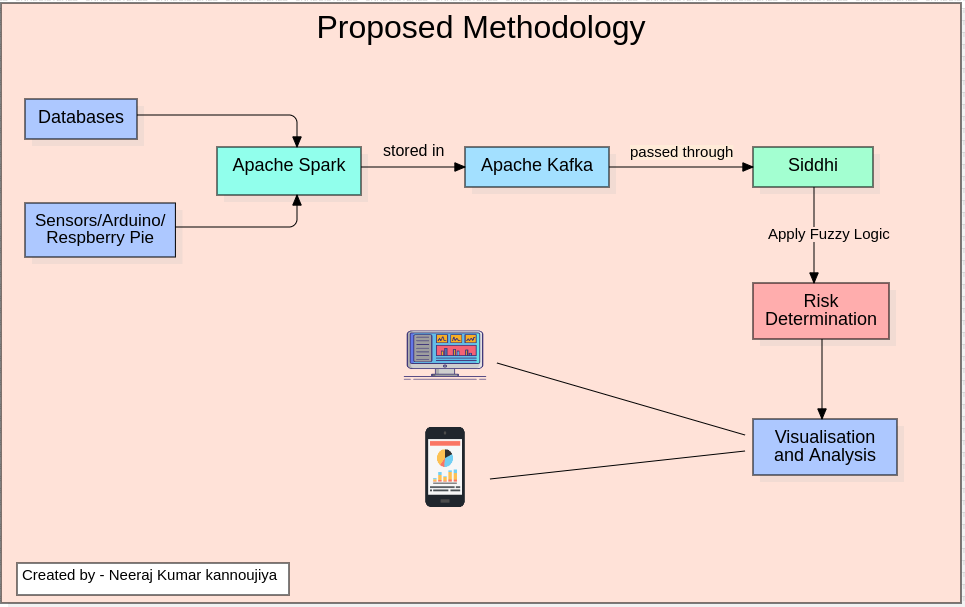 Proposed Methodology
Databases
Apache Spark
stored in
Apache Kafka
passed through
Siddhi
Sensors/Arduino/
Respberry Pie
Apply Fuzzy Logic
Risk
Determination
Visualisation
and Analysis
Created by - Neeraj Kumar kannoujiya